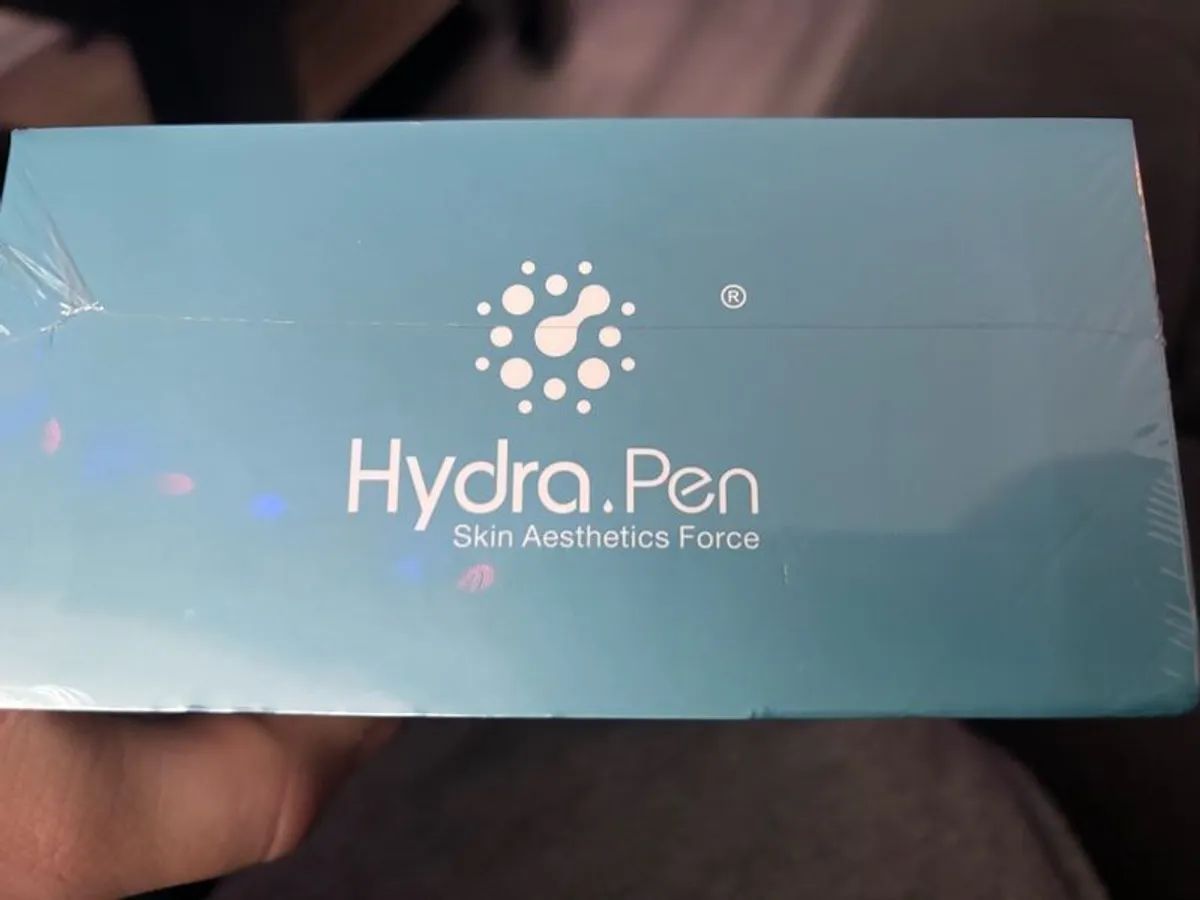 ®
Hydra.Pen
Skin Aesthetics Force